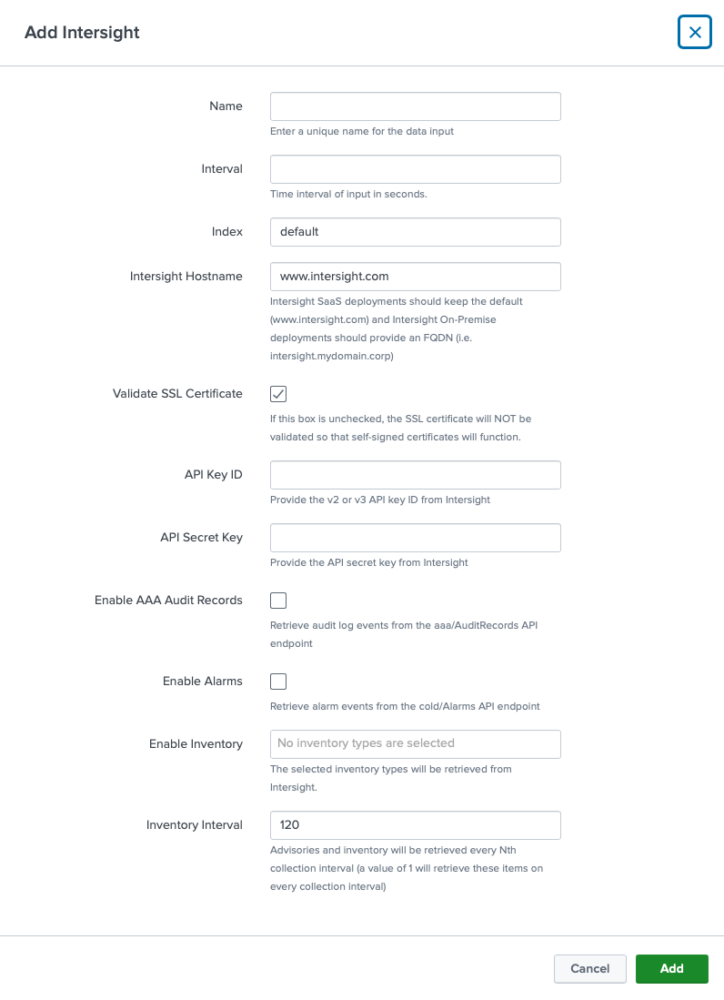 Add Intersight
Name
Enter a unique name for the data input
Interval
Time interval of input in seconds.
Index
default
Intersight Hostname
www.intersight.com
Intersight SaaS deployments should keep the default
(www.intersight.com) and Intersight On-Premise
deployments should provide an FQDN (i.e.
intersight.mydomain.corp)
Validate SSL Certificate
If this box is unchecked, the SSL certificate will NOT be
validated so that self-signed certificates will function.
API Key ID
Provide the v2 or v3 API key ID from Intersight
API Secret Key
Provide the API secret key from Intersight
Enable AAA Audit Records
Retrieve audit log events from the aaa/AuditRecords API
endpoint
Enable Alarms
Retrieve alarm events from the cold/Alarms API endpoint
Enable Inventory
No inventory types are selected
The selected inventory types will be retrieved from
Intersight.
Inventory Interval
120
Advisories and inventory will be retrieved every Nth
collection interval (a value of 1 will retrieve these items on
every collection interval)
Cancel
Add